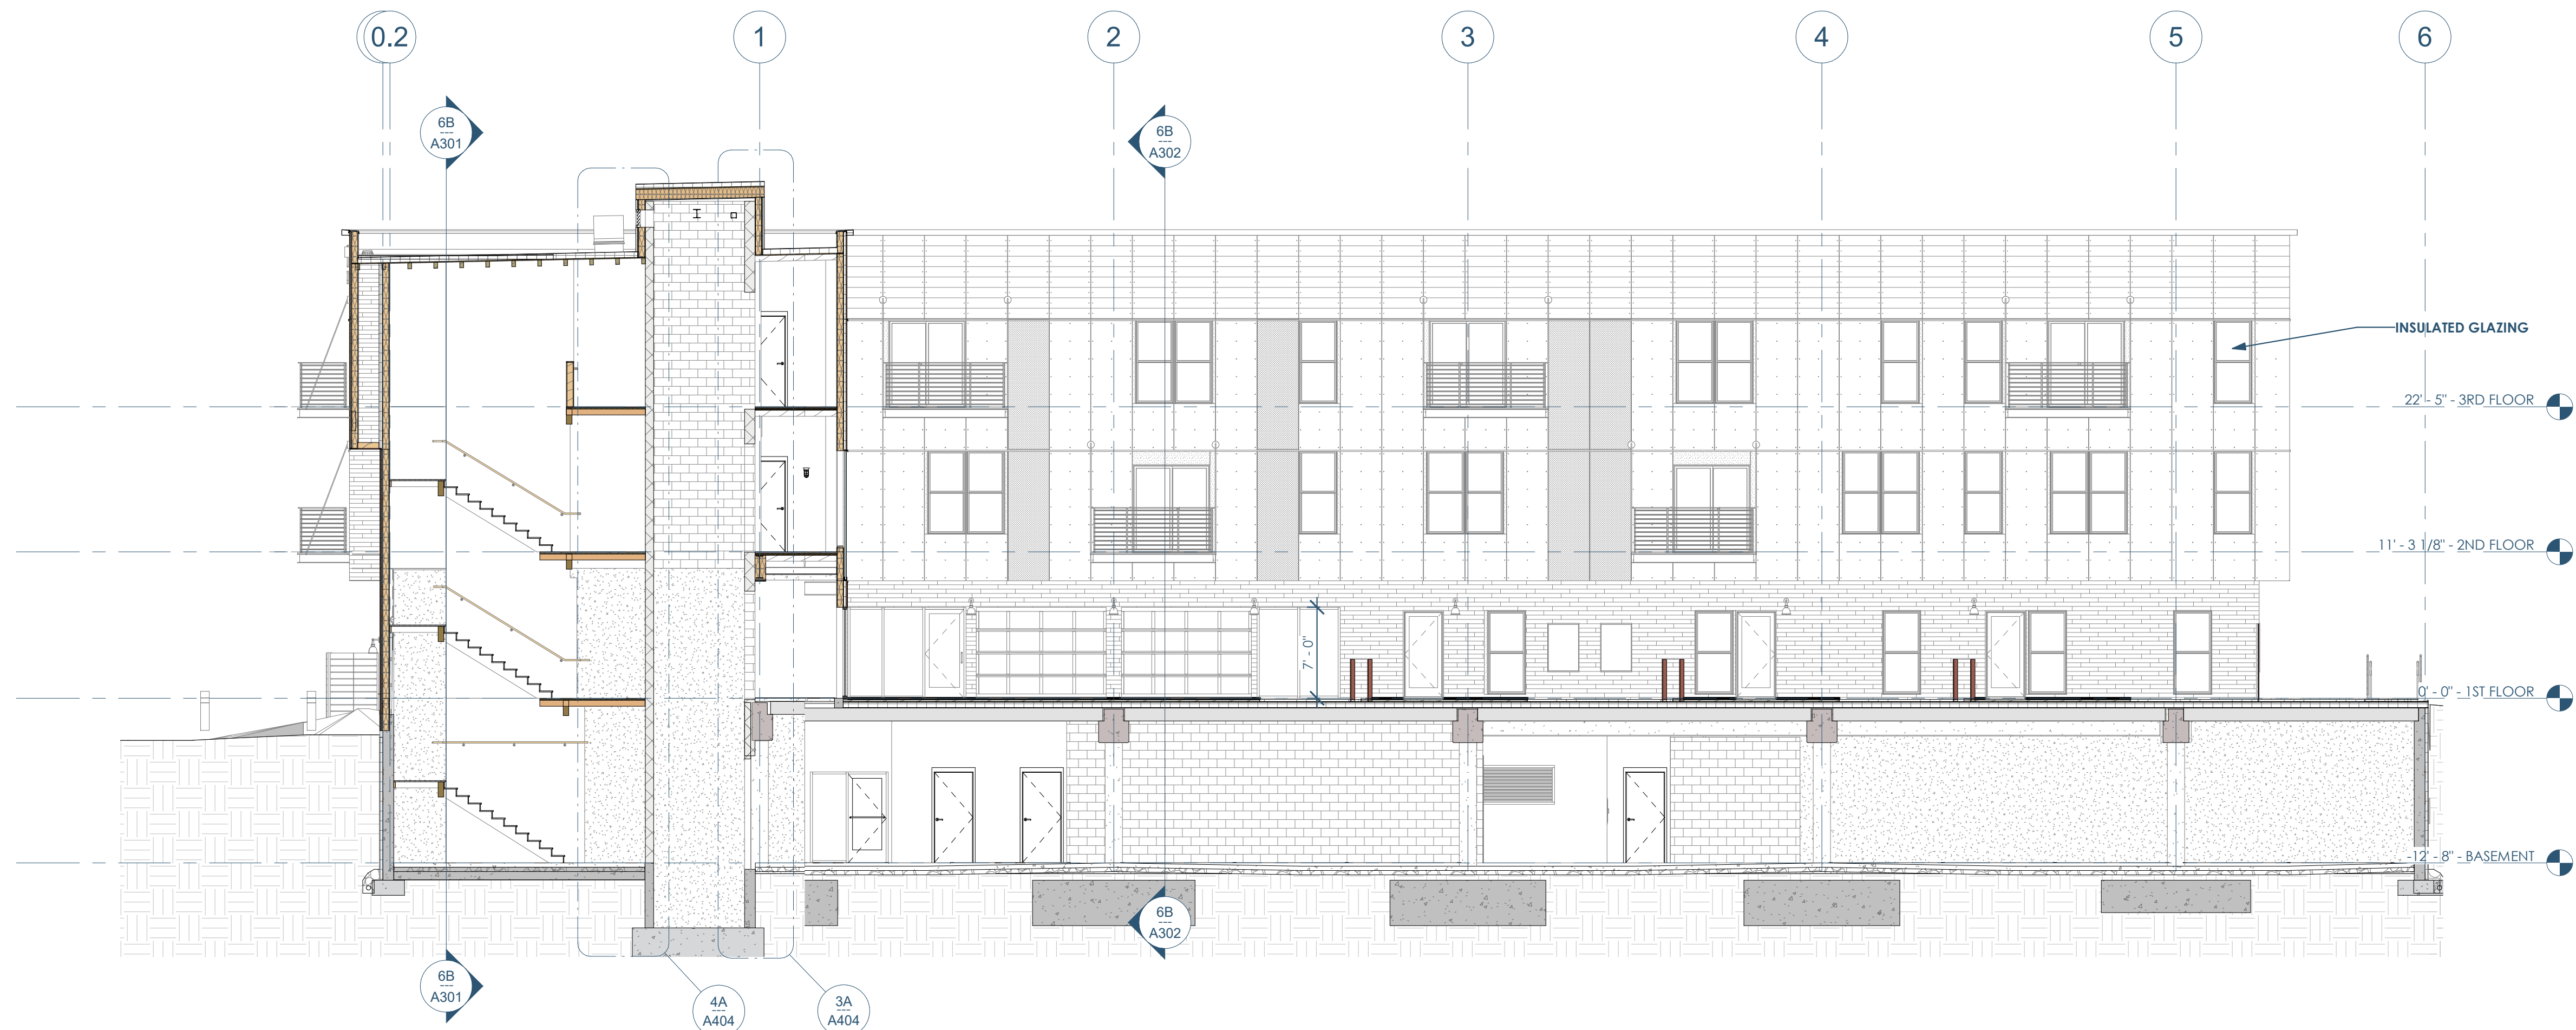 0.2
1
2
3
4
5
6
6B
---
A301
6B
---
A302
INSULATED GLAZING
22' - 5" - 3RD FLOOR
11' - 3 1/8" - 2ND FLOOR
7' - 0"
0' - 0" - 1ST FLOOR
-12' - 8" - BASEMENT
6B
---
A302
6B
---
A301
4A
---
A404
3A
---
A404